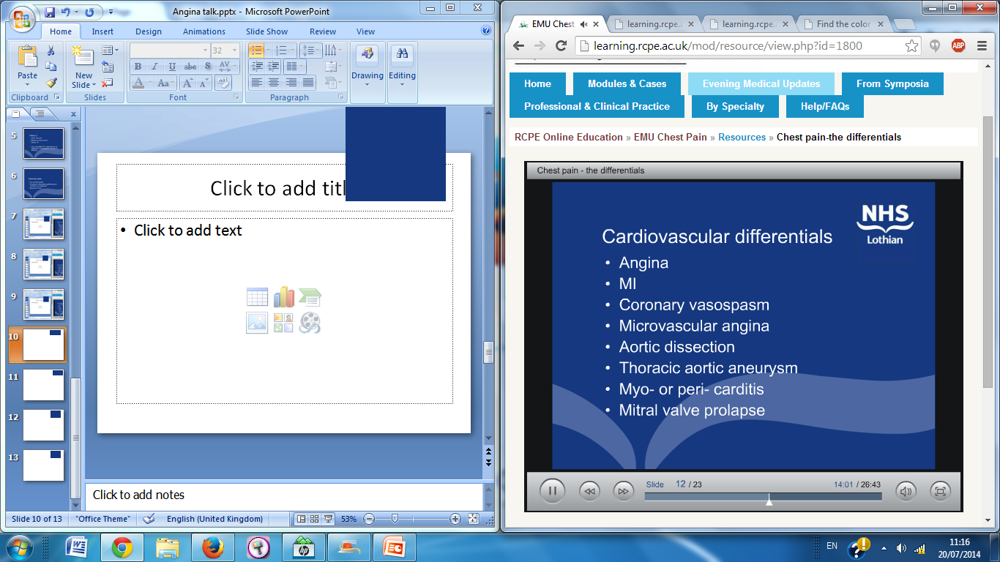 Angina talk.pptx - Microsoft PowerPoint
Home Insert Design Animations Slide Show Review View
Paste
Clipboard
New
Slide
Slides
32
B I U abc S AV
A Aa A A
Font
Paragraph
Drawing
Editing
5
6
7
8
9
10
11
12
13
Click to add titl
• Click to add text
Click to add notes
Slide 10 of 13 "Office Theme" English (United Kingdom) 53%
EMU Chest learning.rcpe. learning.rcpe. Find the color
learning.rcpe.ac.uk/mod/resource/view.php?id=1800
ABP
Home Modules & Cases Evening Medical Updates From Symposia
Professional & Clinical Practice By Specialty Help/FAQs
RCPE Online Education » EMU Chest Pain » Resources » Chest pain-the differentials
Chest pain - the differentials
NHS
Lothian
Cardiovascular differentials
• Angina
• MI
• Coronary vasospasm
• Microvascular angina
• Aortic dissection
• Thoracic aortic aneurysm
• Myo- or peri- carditis
• Mitral valve prolapse
Slide 12 / 23 14:01 / 26:43
EN
11:16
20/07/2014